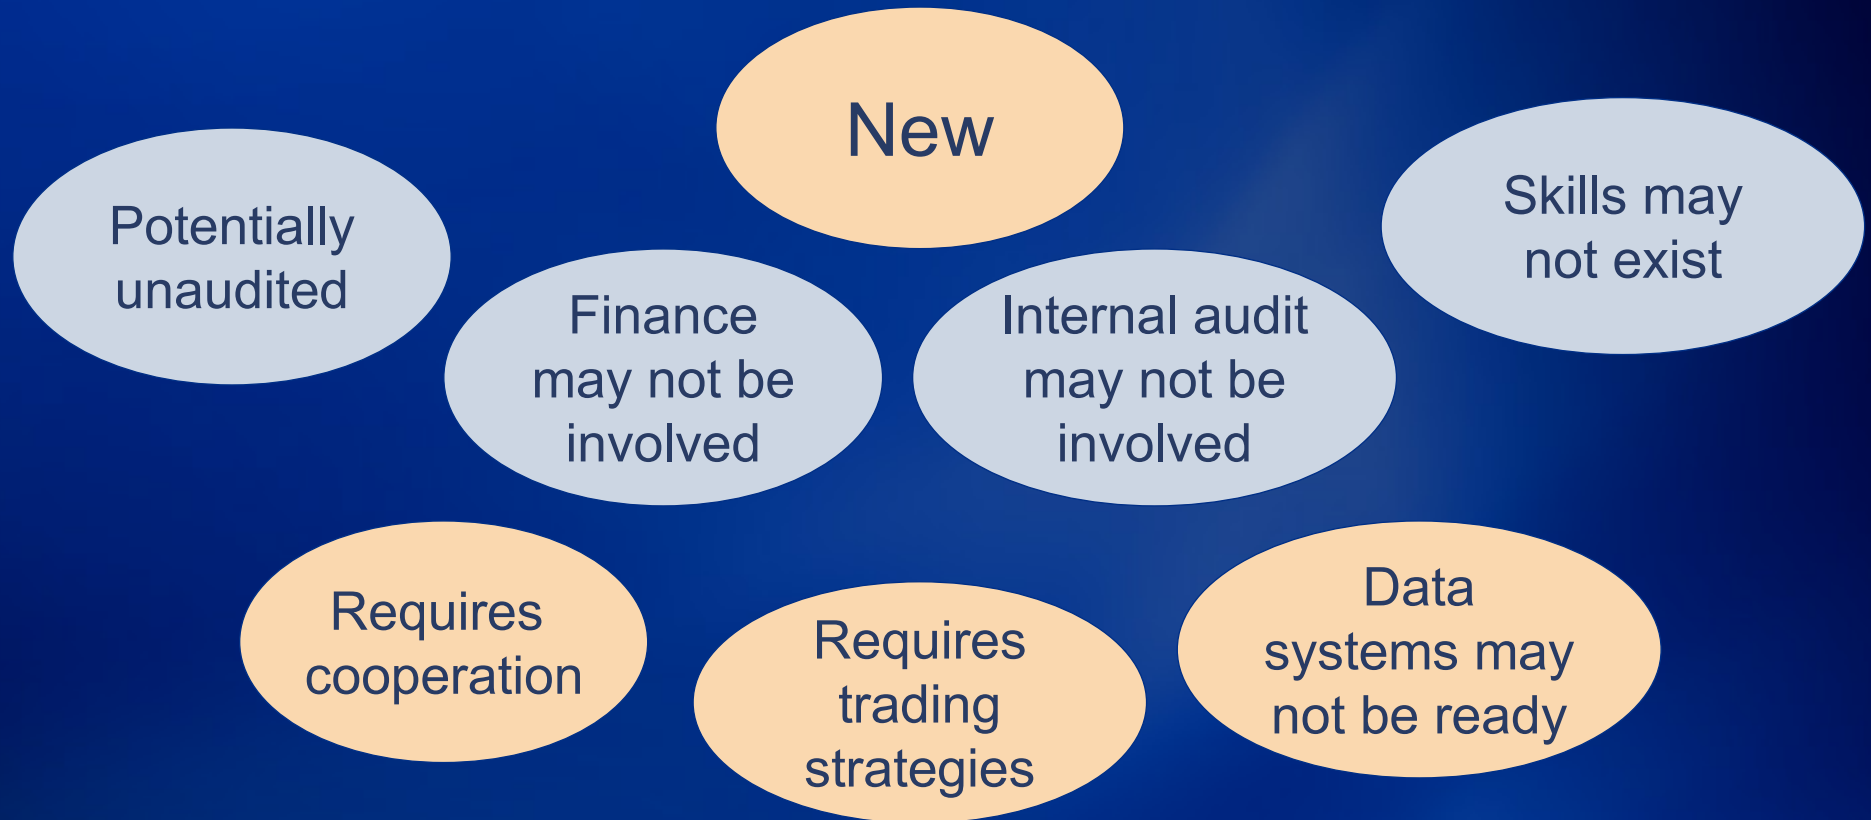 New
Potentially
unaudited
Skills may
not exist
Finance
may not be
involved
Internal audit
may not be
involved
Requires
cooperation
Requires
trading
strategies
Data
systems may
not be ready